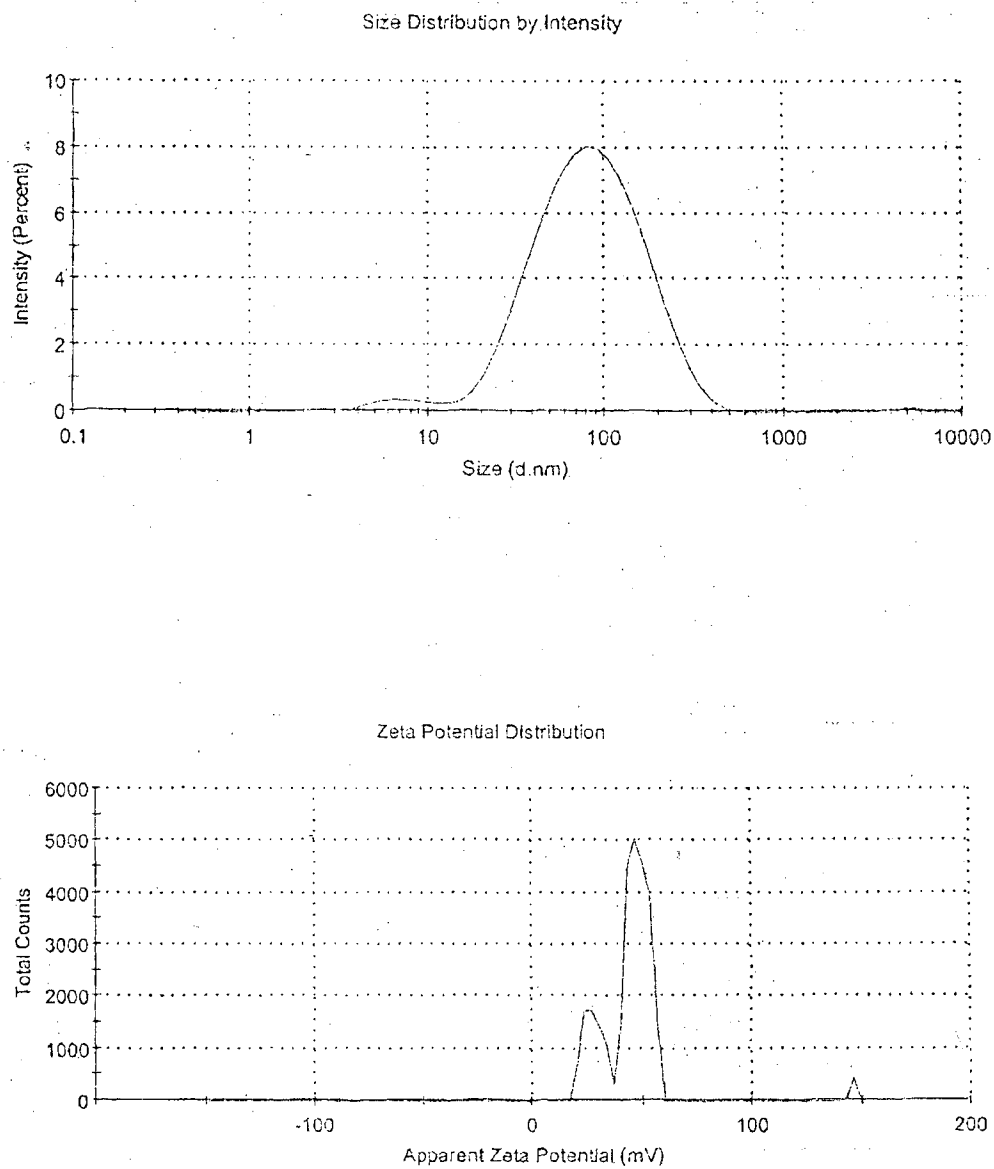 Size Distribution by Intensity
10
8
6
4
2
0
Intensity (Percent)
0.1 1 10 100 1000 10000
Size (d.nm)
Zeta Potential Distribution
6000
5000
4000
3000
2000
1000
0
Total Counts
-100 0 100 200
Apparent Zeta Potential (mV)